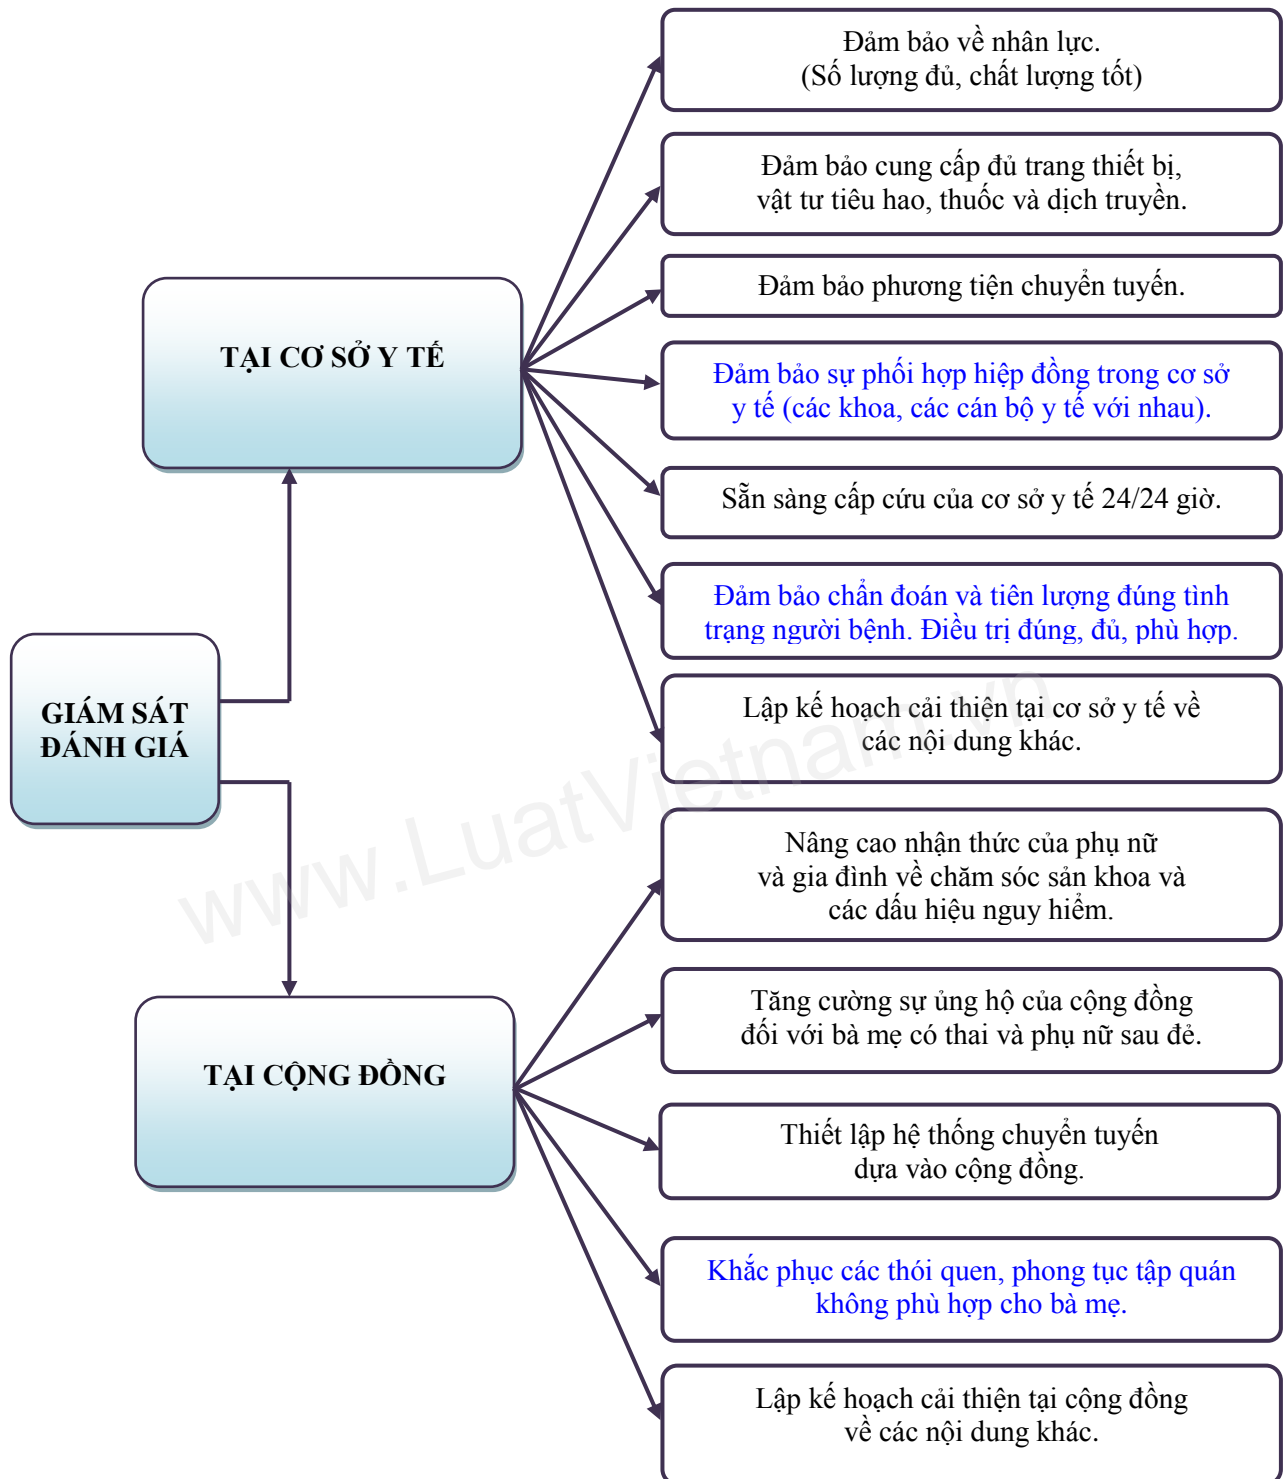 Đảm bảo về nhân lực.
(Số lượng đủ, chất lượng tốt)
Đảm bảo cung cấp đủ trang thiết bị,
vật tư tiêu hao, thuốc và dịch truyền.
Đảm bảo phương tiện chuyển tuyến.
TẠI CƠ SỞ Y TẾ
Đảm bảo sự phối hợp hiệp đồng trong cơ sở
y tế (các khoa, các cán bộ y tế với nhau).
Sẵn sàng cấp cứu của cơ sở y tế 24/24 giờ.
Đảm bảo chẩn đoán và tiên lượng đúng tình
trạng người bệnh. Điều trị đúng, đủ, phù hợp.
Lập kế hoạch cải thiện tại cơ sở y tế về
các nội dung khác.
GIÁM SÁT
ĐÁNH GIÁ
www.LuatVietnam.vn
Nâng cao nhận thức của phụ nữ
và gia đình về chăm sóc sản khoa và
các dấu hiệu nguy hiểm.
Tăng cường sự ủng hộ của cộng đồng
đối với bà mẹ có thai và phụ nữ sau đẻ.
TẠI CỘNG ĐỒNG
Thiết lập hệ thống chuyển tuyến
dựa vào cộng đồng.
Khắc phục các thói quen, phong tục tập quán
không phù hợp cho bà mẹ.
Lập kế hoạch cải thiện tại cộng đồng
về các nội dung khác.